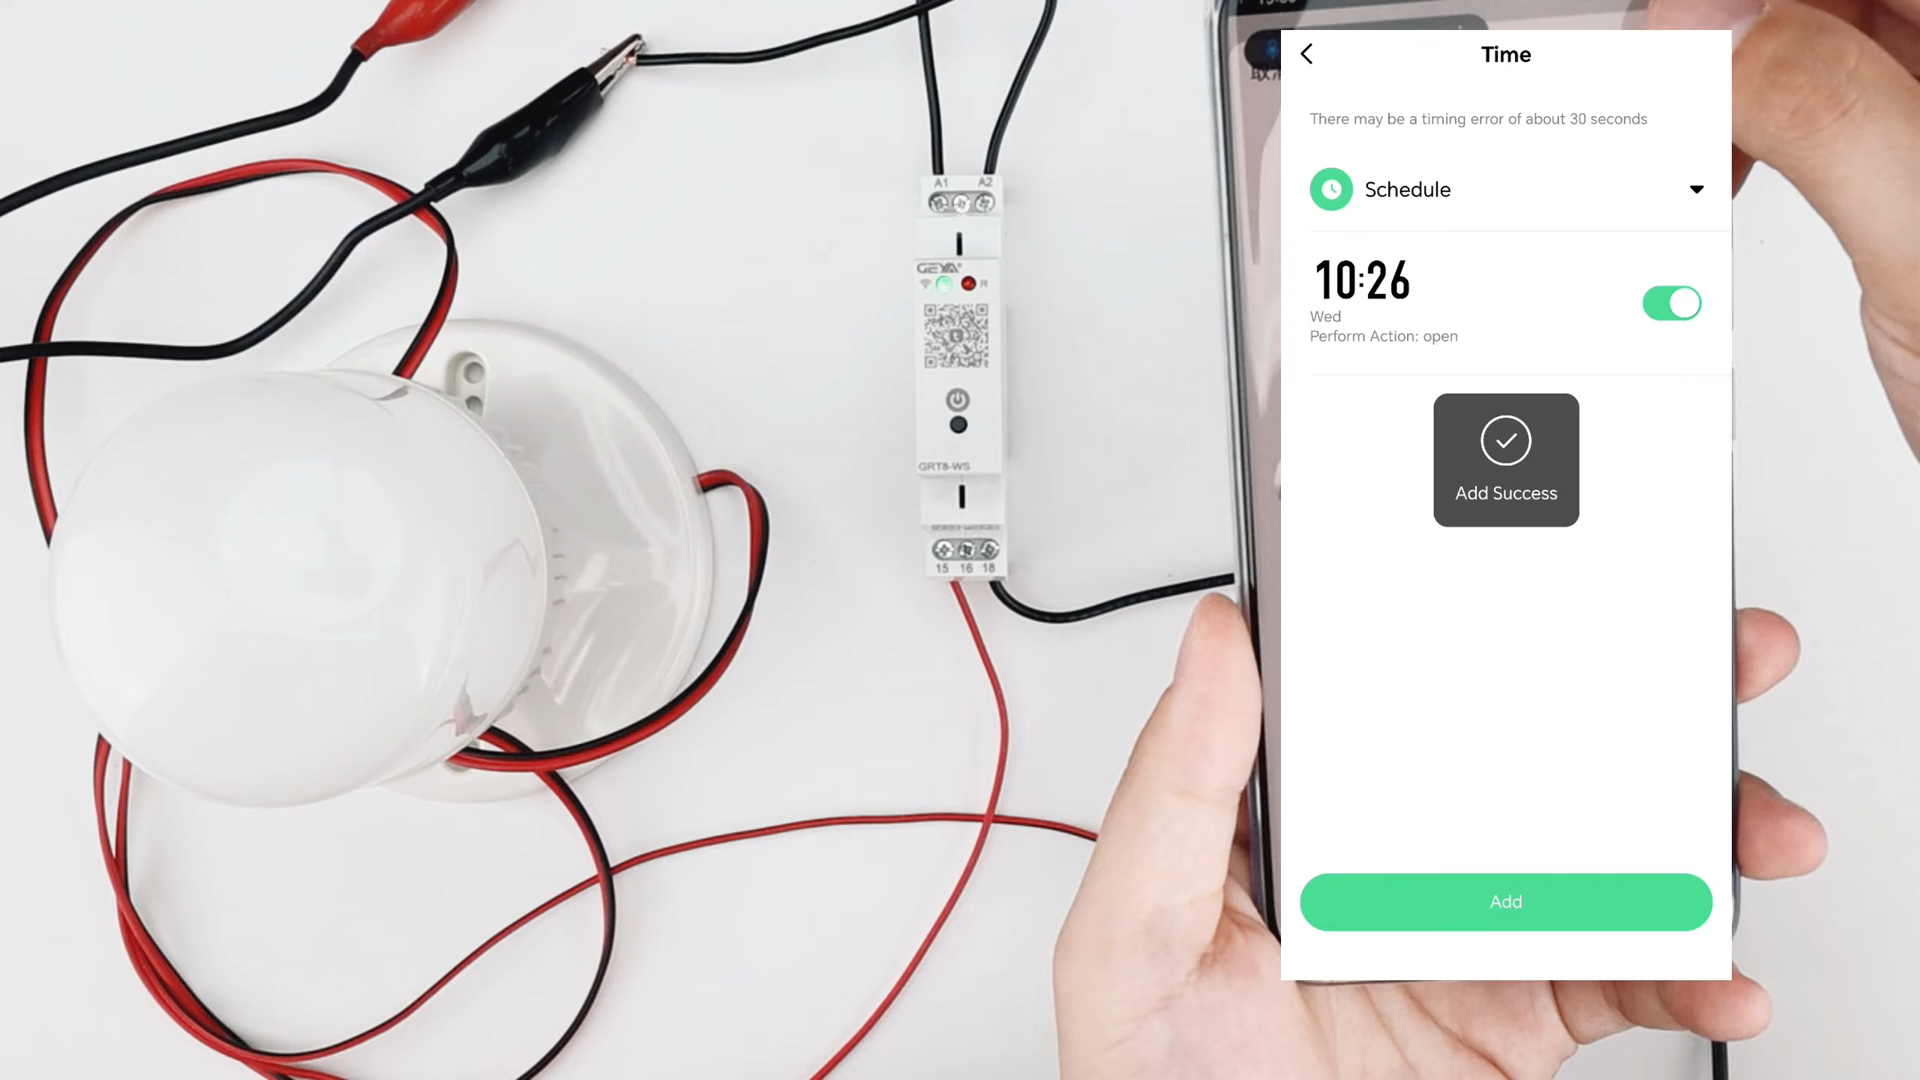 A1 A2
GEYA
R
GRT8-WS
15 16 18
Time
There may be a timing error of about 30 seconds
Schedule
10:26
Wed
Perform Action: open
Add Success
Add